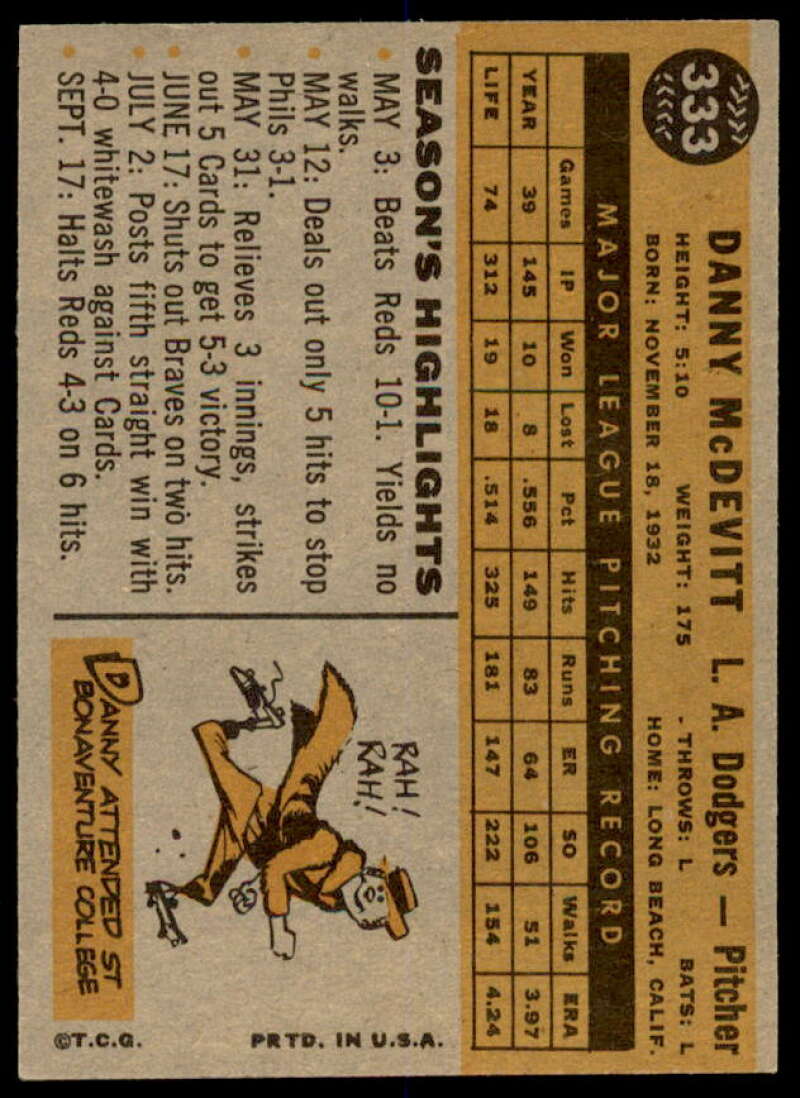 333
DANNY McDEVITT L. A. Dodgers — Pitcher
HEIGHT: 5:10 WEIGHT: 175 . THROWS: L BATS: L
BORN: NOVEMBER 18, 1932 HOME: LONG BEACH, CALIF.
MAJOR LEAGUE PITCHING RECORD
Games IP Won Lost Pct Hits Runs ER SO Walks ERA
YEAR 39 145 10 8 .556 149 83 64 106 51 3.97
LIFE 74 312 19 18 .514 325 181 147 222 154 4.24
SEASON'S HIGHLIGHTS
• MAY 3: Beats Reds 10-1. Yields no
walks.
• MAY 12: Deals out only 5 hits to stop
Phils 3-1.
• MAY 31: Relieves 3 innings, strikes
out 5 Cards to get 5-3 victory.
• JUNE 17: Shuts out Braves on two hits.
• JULY 2: Posts fifth straight win with
4-0 whitewash against Cards.
• SEPT. 17: Halts Reds 4-3 on 6 hits.
RAH!
RAH!
DANNY ATTENDED ST
BONAVENTURE COLLEGE
©T.C.G. PRTD. IN U.S.A.